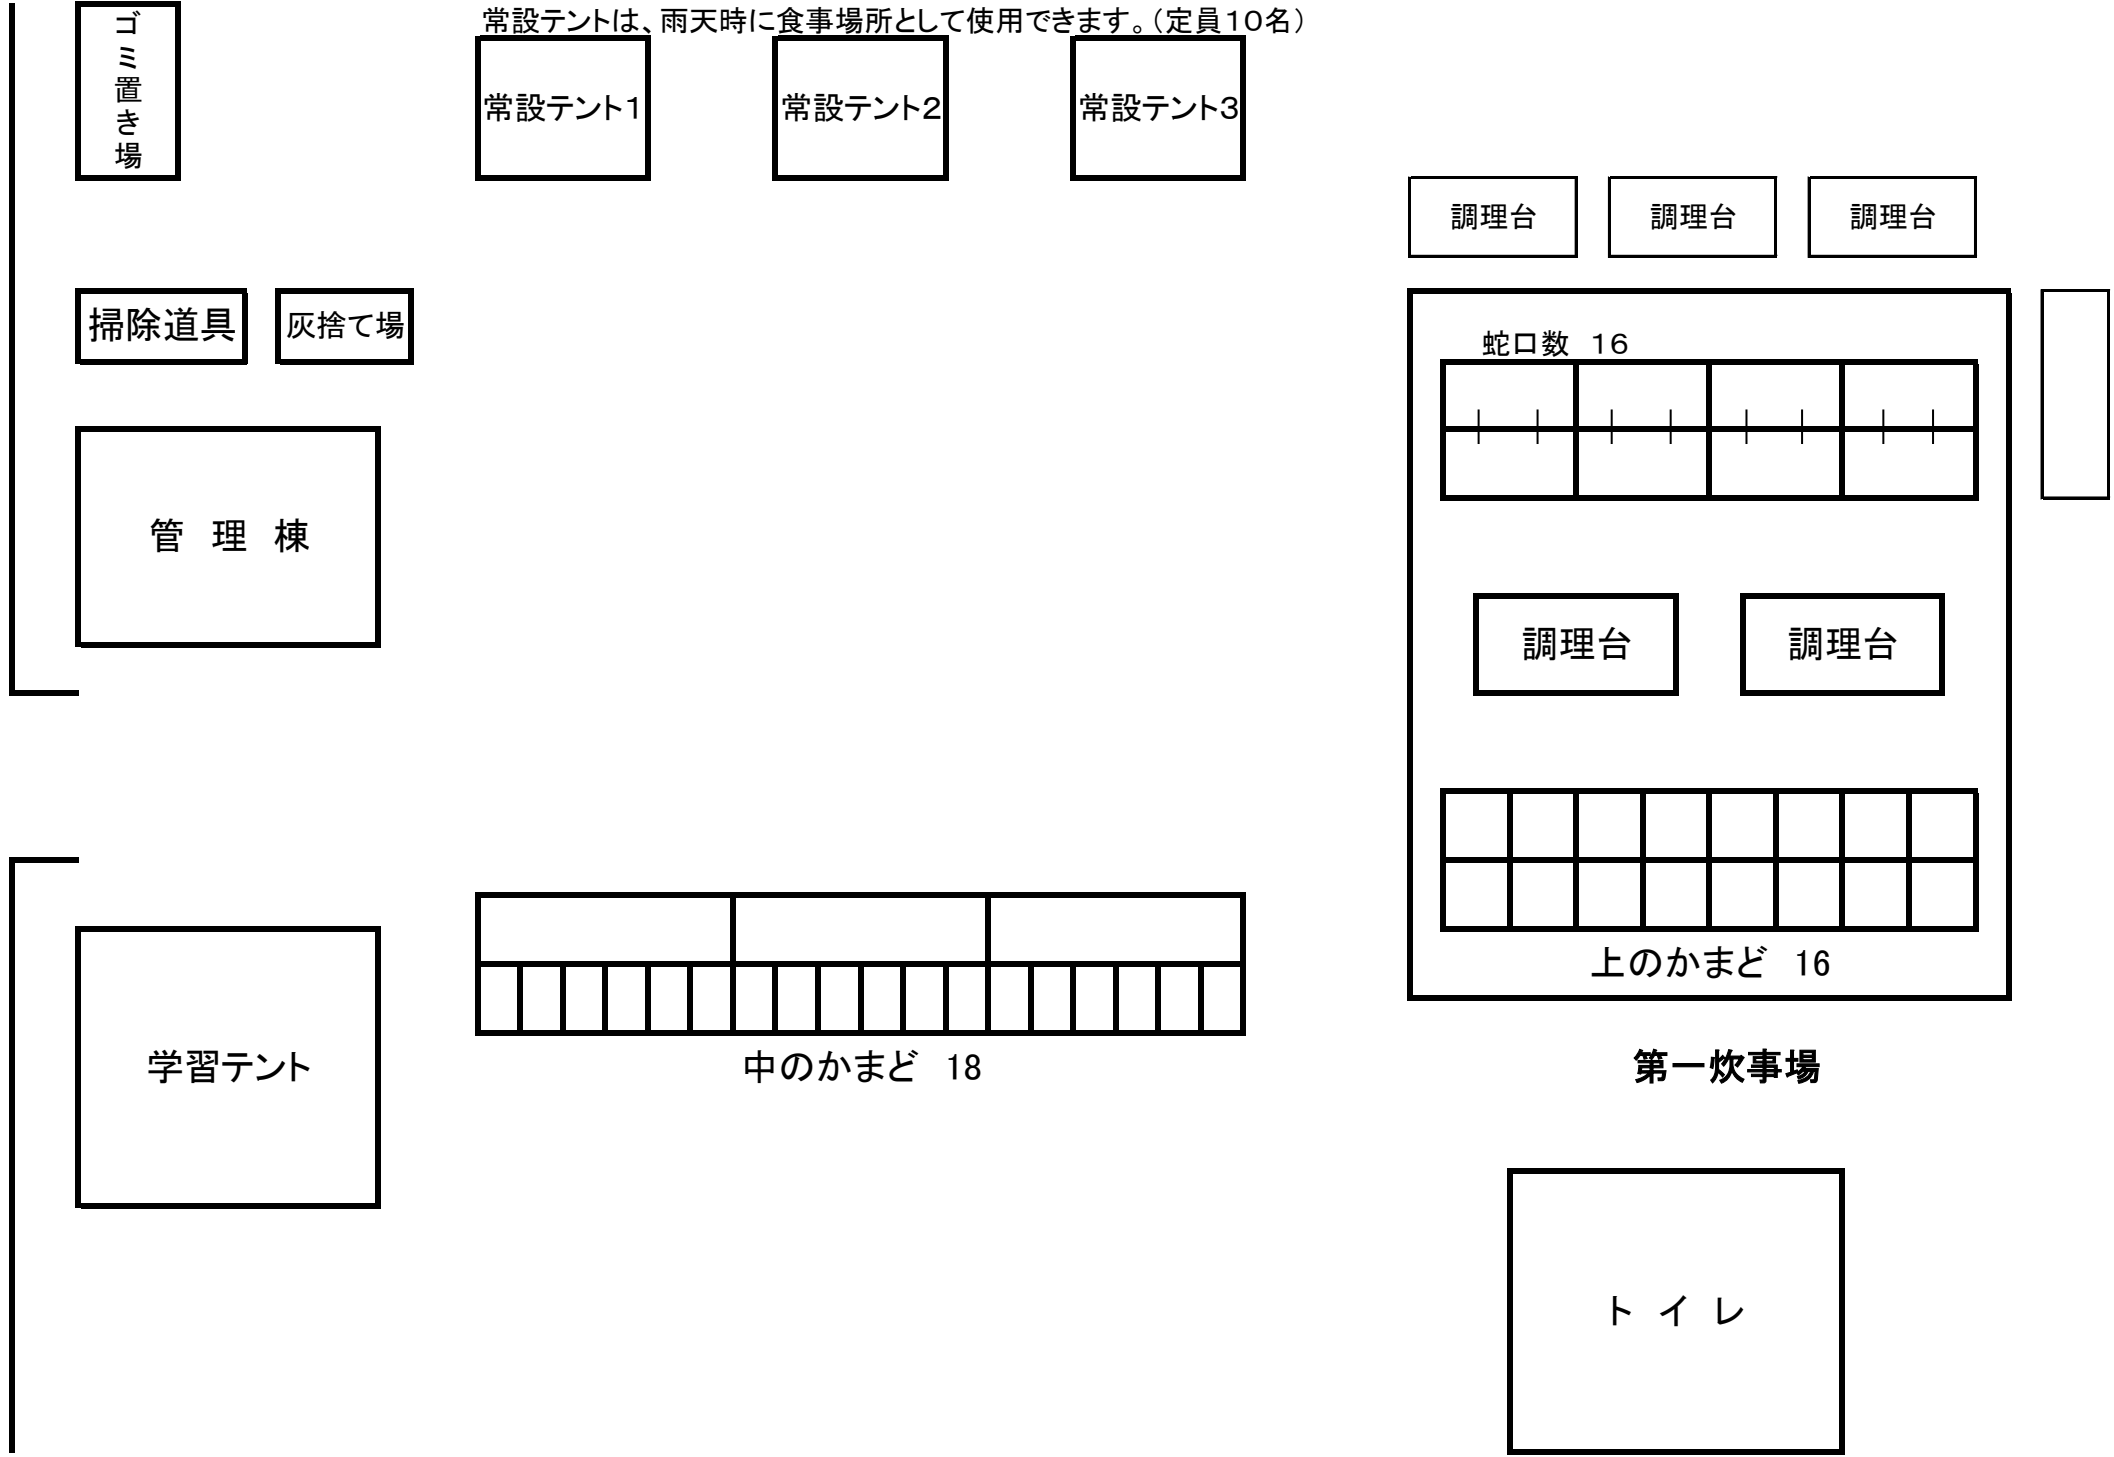 常設テントは、雨天時に食事場所として使用できます。（定員１０名）
ゴミ置き場
常設テント１
常設テント２
常設テント３
調理台
調理台
調理台
掃除道具
灰捨て場
蛇口数　１６
管　理　棟
調理台
調理台
上のかまど　16
学習テント
中のかまど　18
第一炊事場
ト　イ　レ